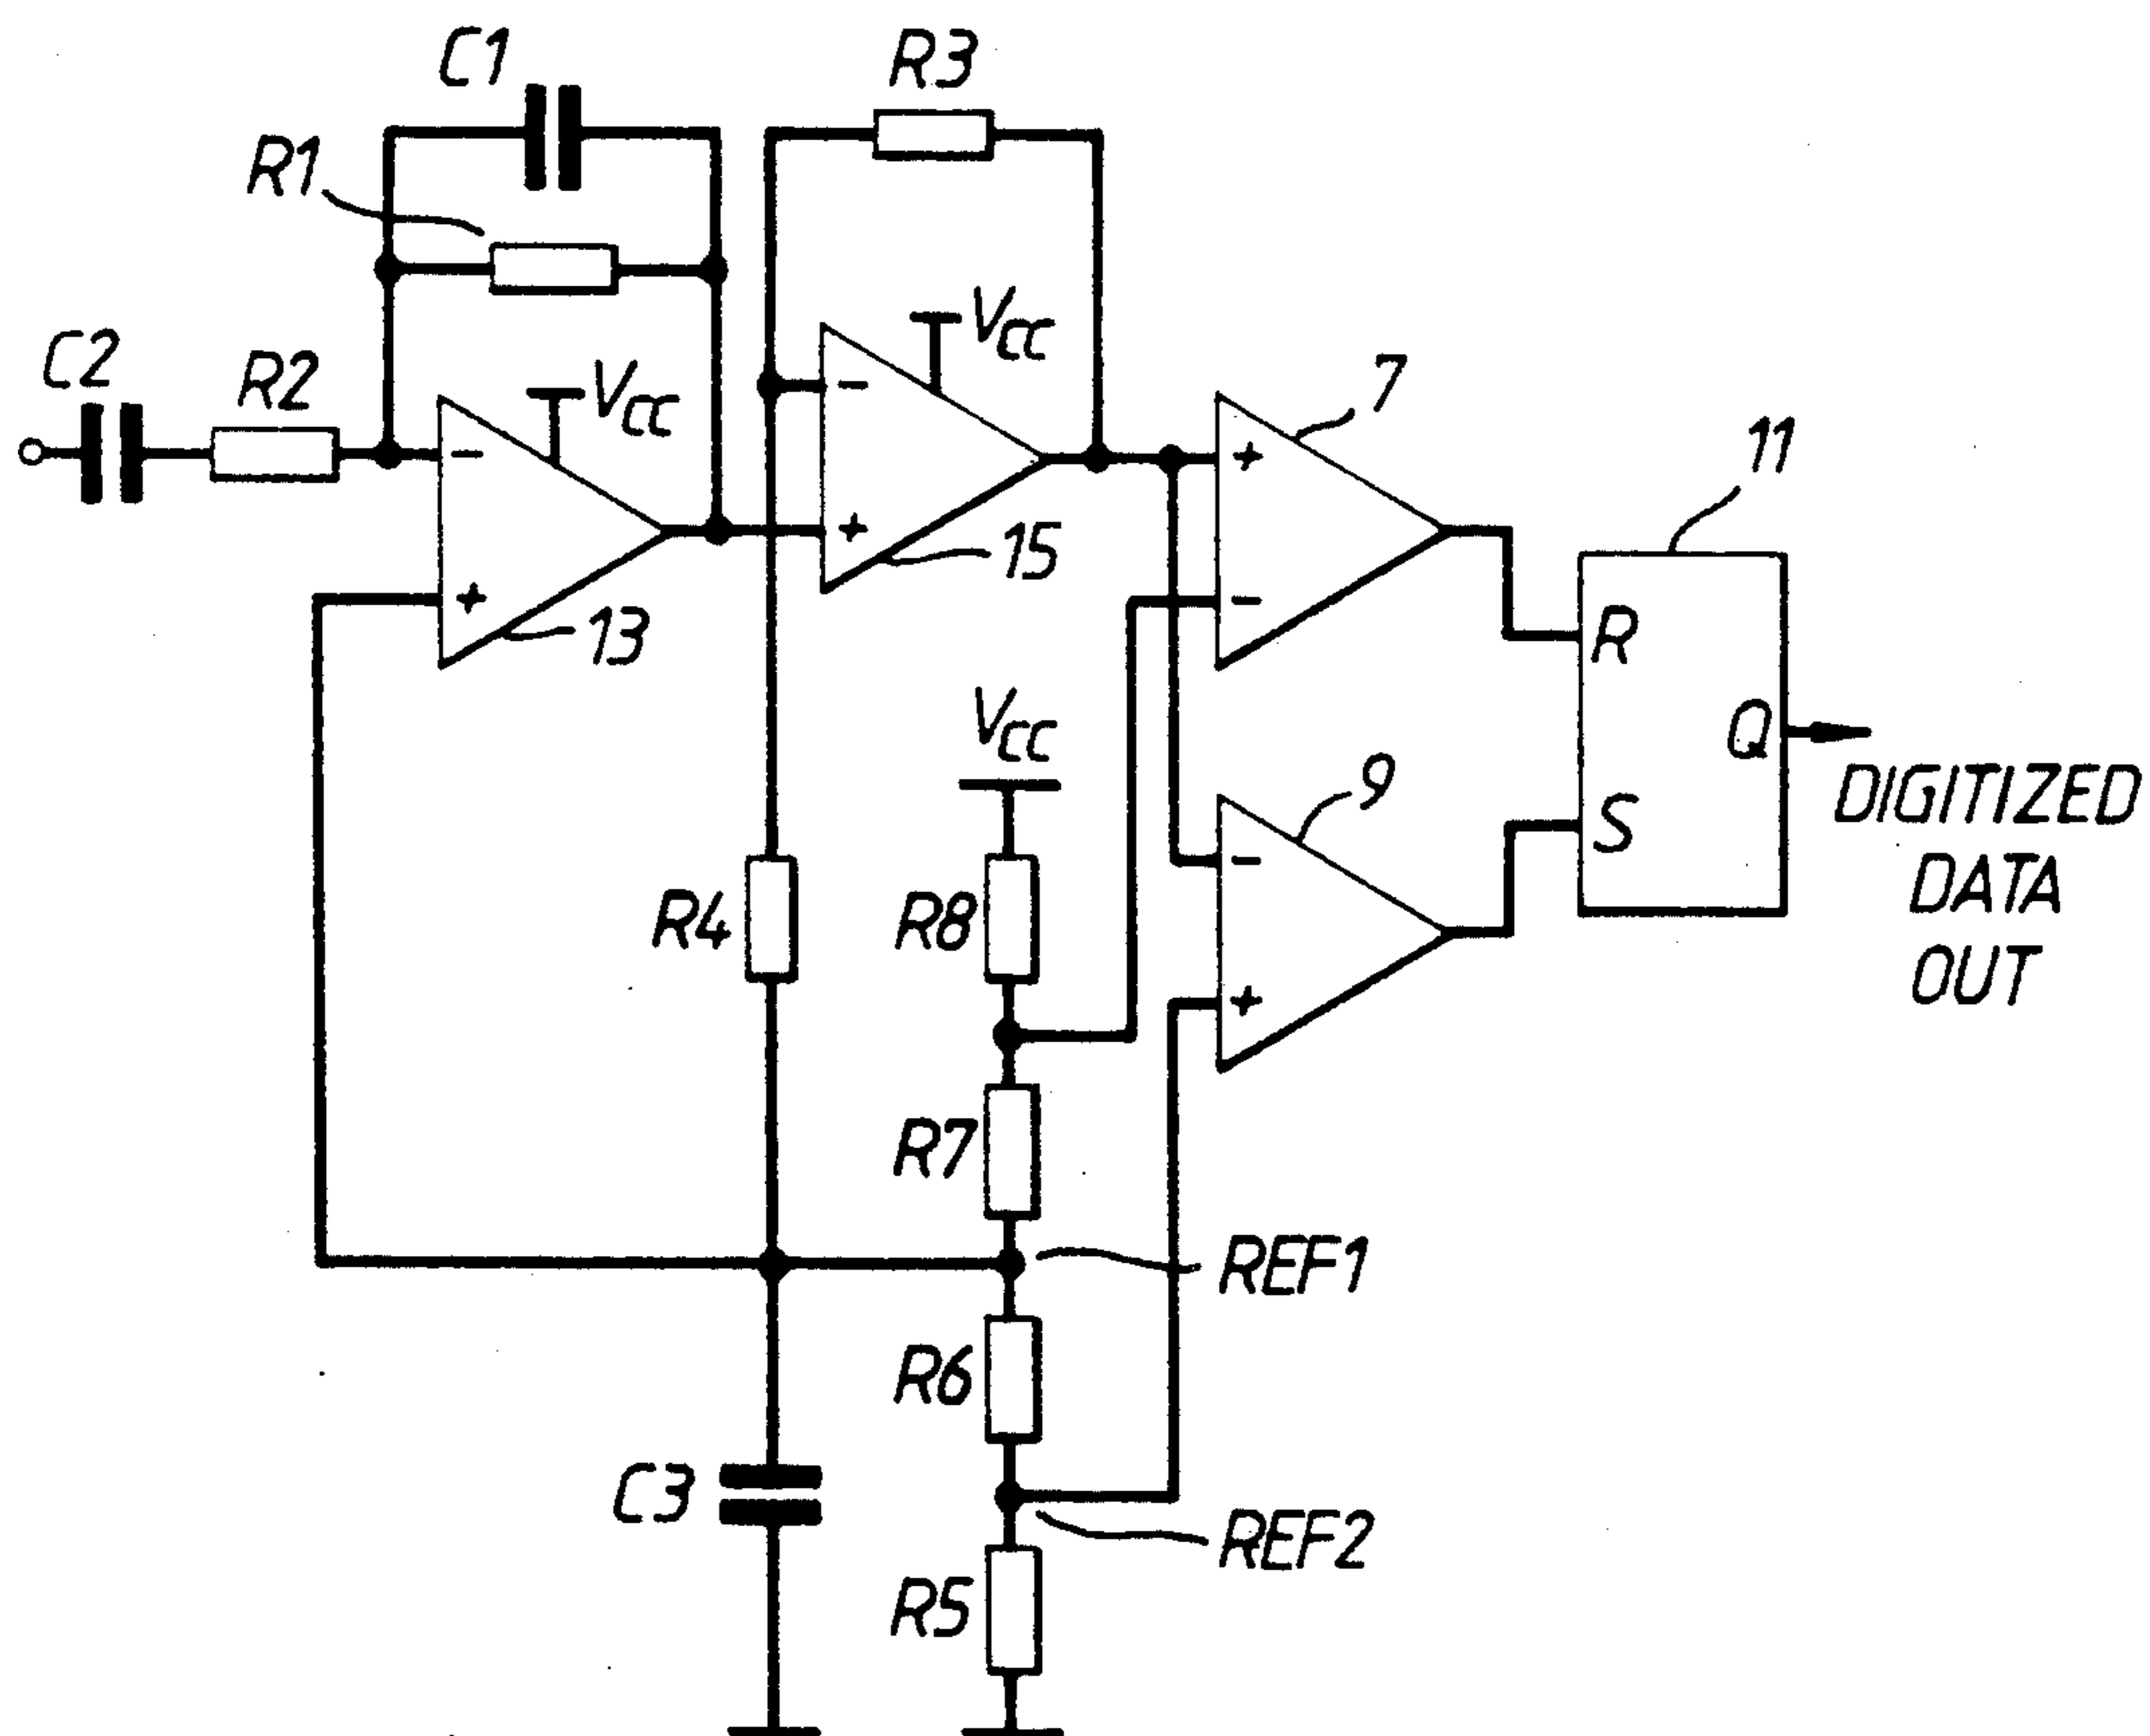 C1
R3
R1
VCC
C2
R2
VCC
7
11
-
-
+
+
15
R
+
13
-
VCC
Q
9
DIGITIZED
S
-
DATA
R4
R8
OUT
+
R7
REF1
R6
C3
REF2
R5